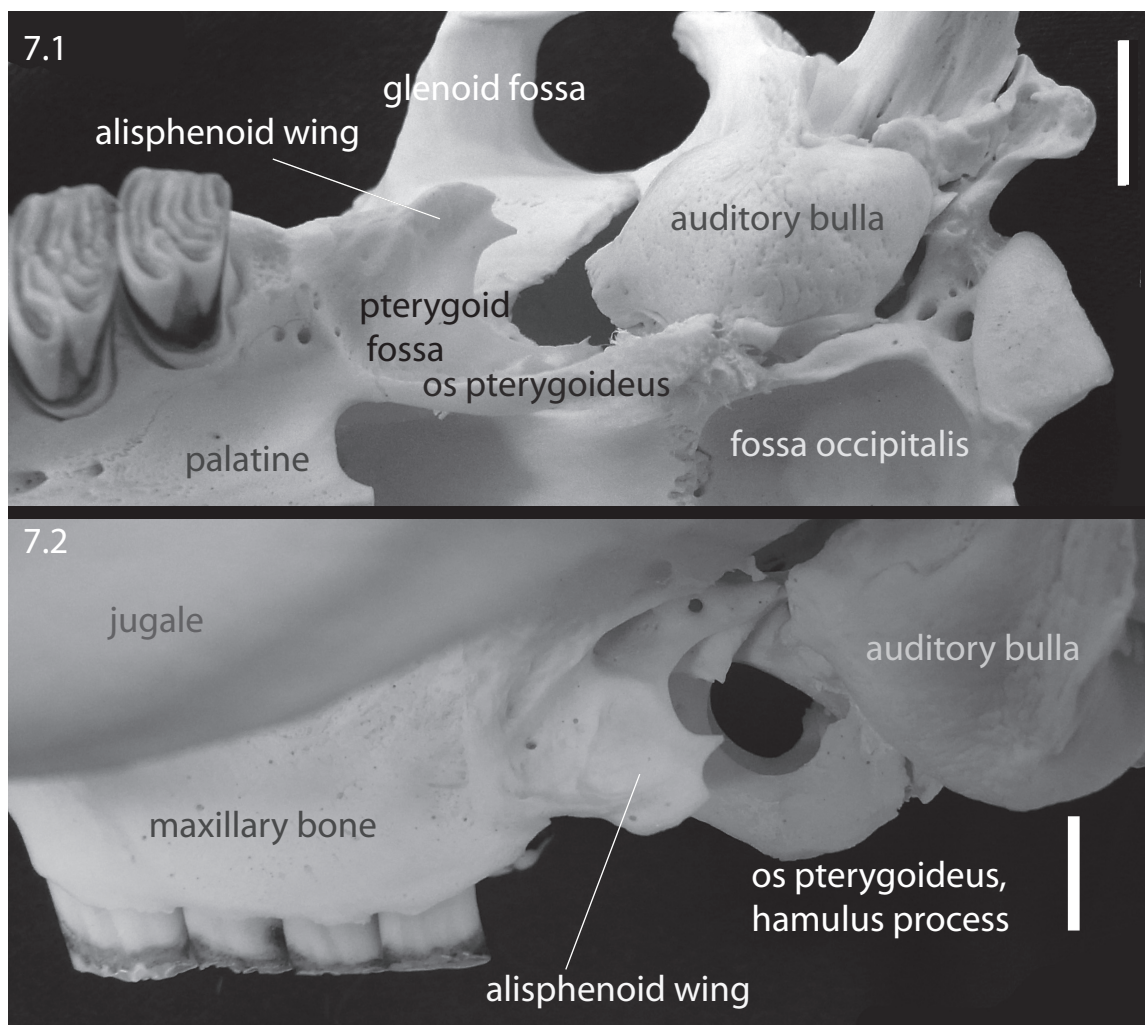 7.1
glenoid fossa
alisphenoid wing
auditory bulla
pterygoid
fossa
os pterygoideus
palatine
fossa occipitalis
7.2
jugale
auditory bulla
maxillary bone
os pterygoideus,
hamulus process
alisphenoid wing